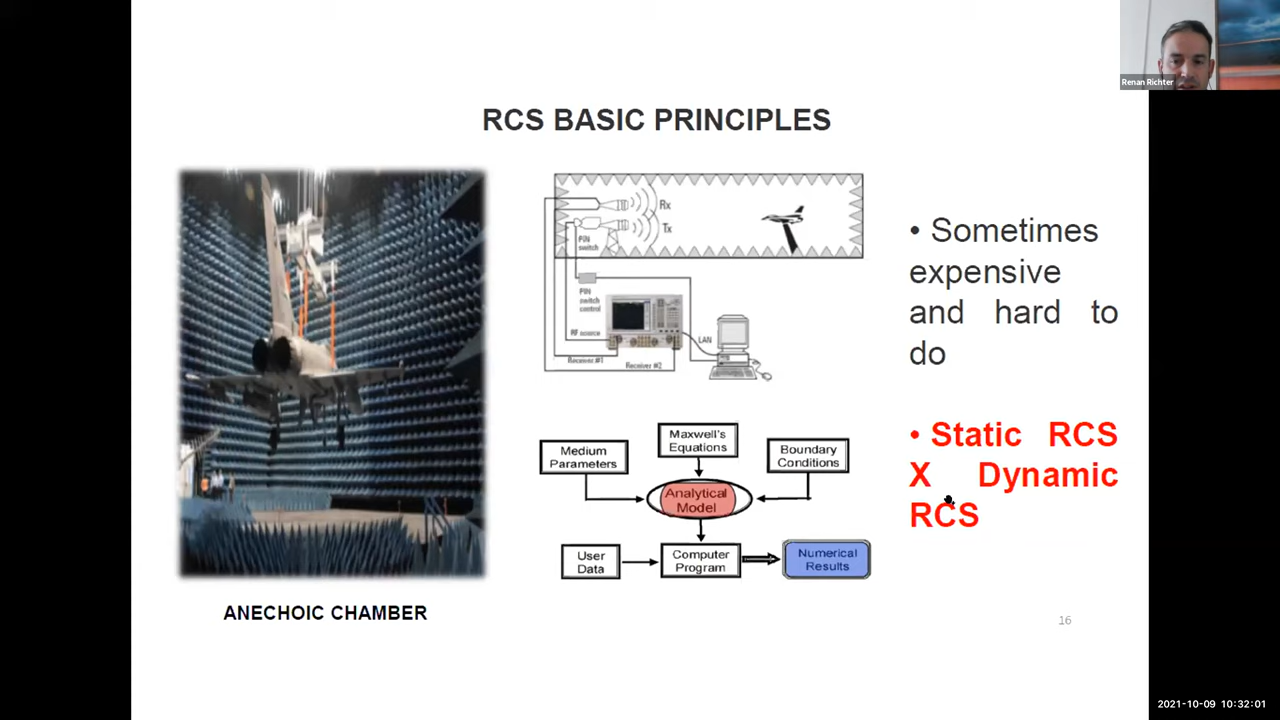 Renan Richter
RCS BASIC PRINCIPLES
Rx
Tx
PIN
switch
PIN
switch
control
RF source
LAN
Receiver #1
Receiver #2
• Sometimes
expensive
and hard to
do
• Static RCS
X Dynamic
RCS
Medium
Parameters
Maxwell's
Equations
Boundary
Conditions
Analytical
Model
User
Data
Computer
Program
Numerical
Results
ANECHOIC CHAMBER
16
2021-10-09 10:32:01